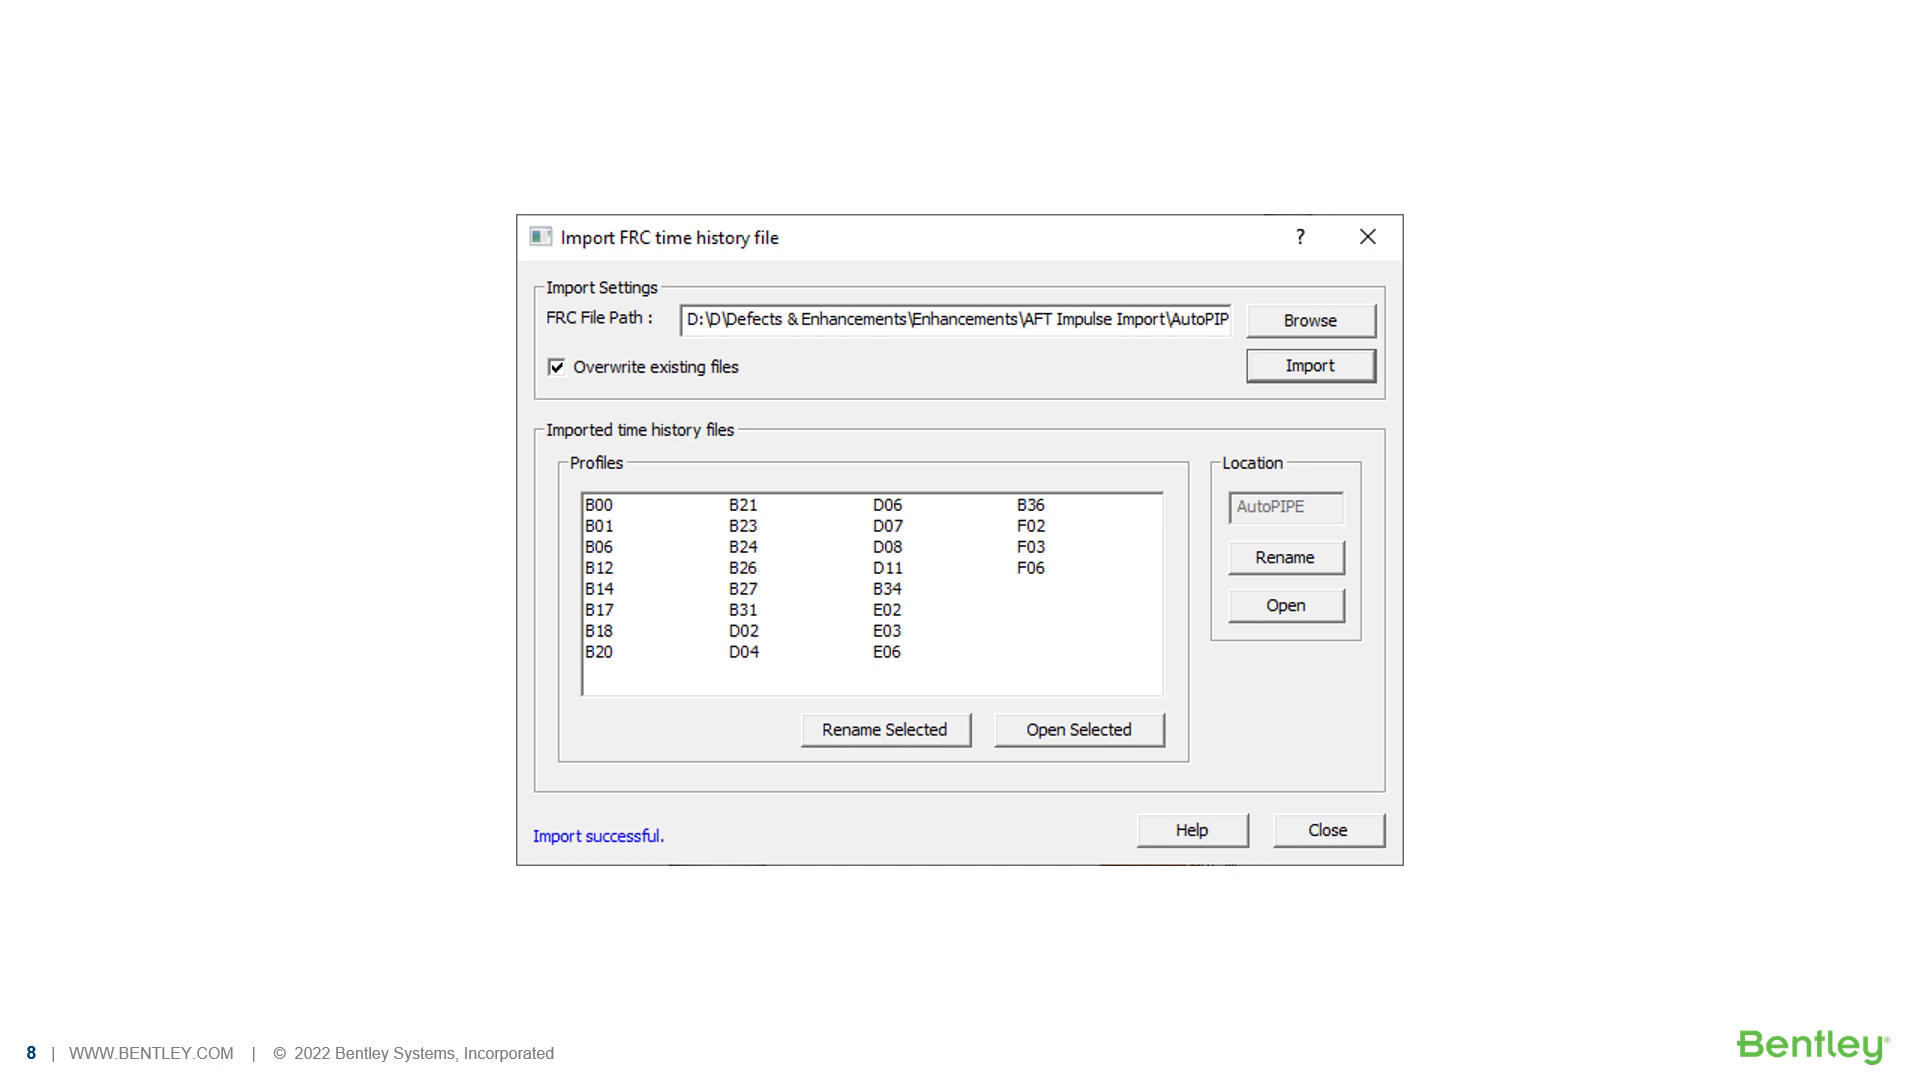 Import FRC time history file
?
Import Settings
FRC File Path :
D:\D\Defects & Enhancements\Enhancements\AFT Impulse Import\AutoPIP
Browse
Overwrite existing files
Import
Imported time history files
Profiles
Location
B00 B21 D06 B36
B01 B23 D07 F02
B06 B24 D08 F03
B12 B26 D11 F06
B14 B27 B34
B17 B31 E02
B18 D02 E03
B20 D04 E06
AutoPIPE
Rename
Open
Rename Selected
Open Selected
Import successful.
Help
Close
8 | WWW.BENTLEY.COM | © 2022 Bentley Systems, Incorporated
Bentley®